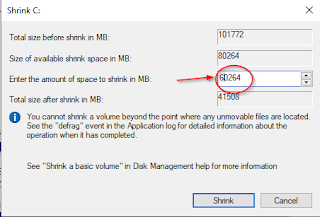 Shrink C:
Total size before shrink in MB: 101772
Size of available shrink space in MB: 80264
Enter the amount of space to shrink in MB: 60264
Total size after shrink in MB: 41508
You cannot shrink a volume beyond the point where any unmovable files are located.
See the "defrag" event in the Application log for detailed information about the
operation when it has completed.
See "Shrink a basic volume" in Disk Management help for more information
Shrink Cancel